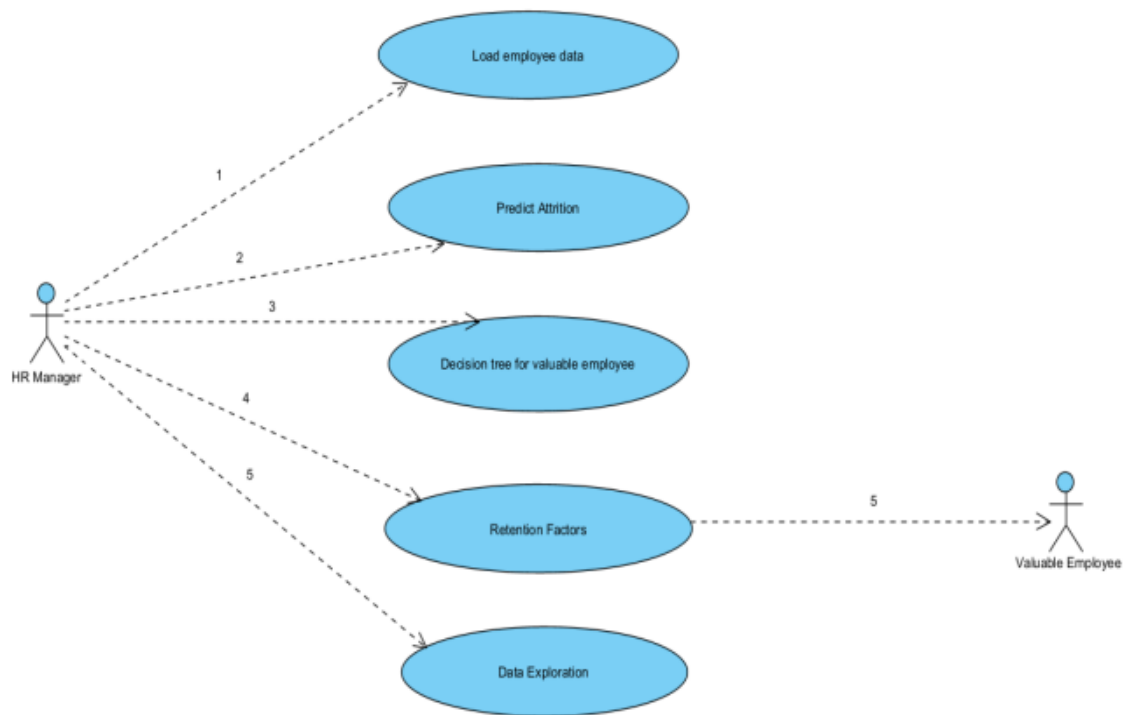 Load employee data
1
Predict Attrition
2
3
Decision tree for valuable employee
HR Manager
4
5
Retention Factors
5
Valuable Employee
Data Exploration